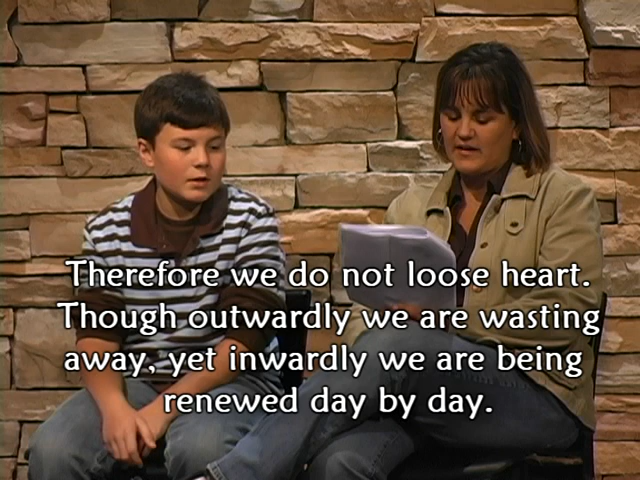 Therefore we do not loose heart.
Though outwardly we are wasting
away, yet inwardly we are being
renewed day by day.